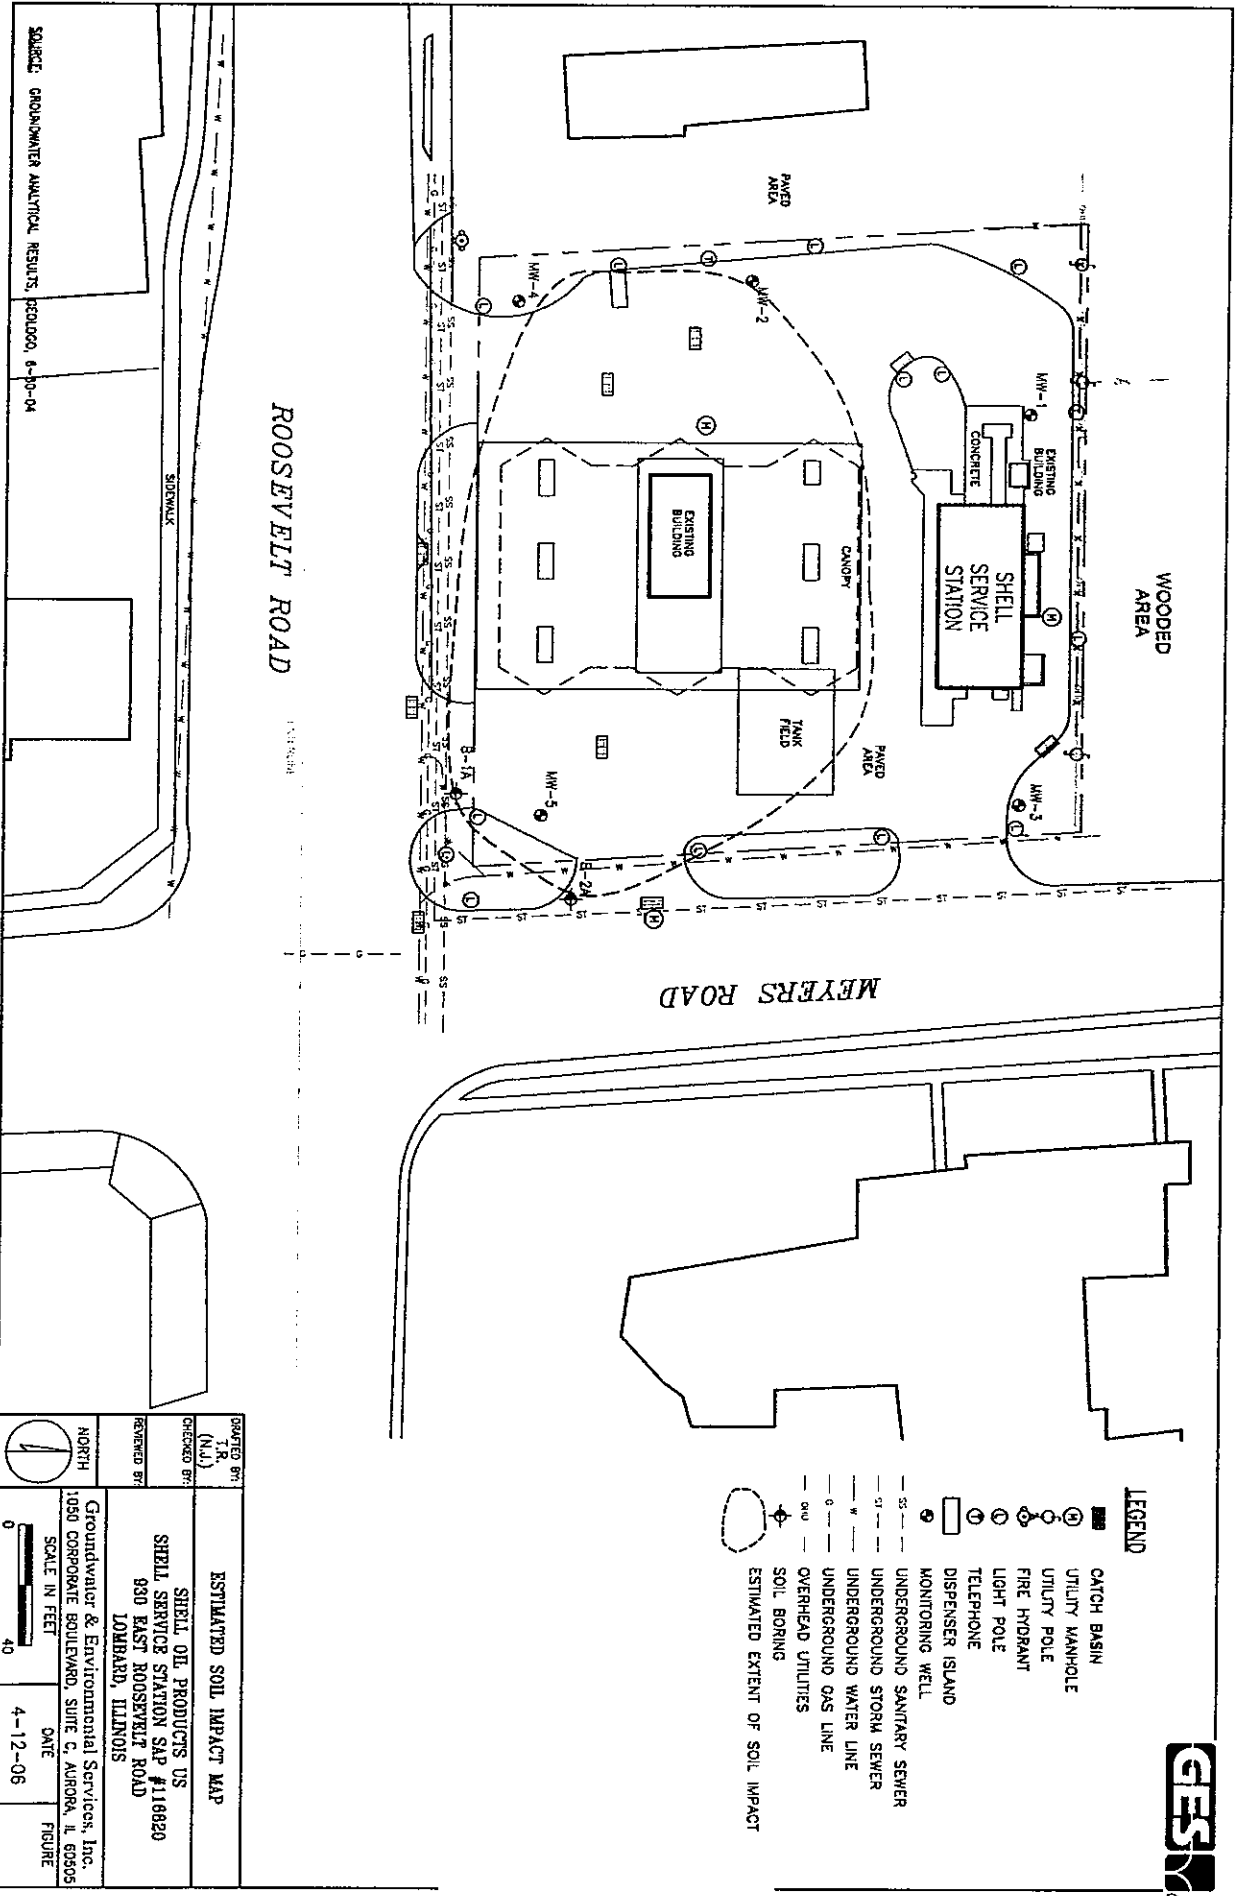 WOODED
AREA
MW-1
EXISTING
BUILDING
CONCRETE
SHELL
SERVICE
STATION
MW-3
PAVED
AREA
MW-2
CANOPY
EXISTING
BUILDING
TANK
FIELD
PAVED
AREA
MW-4
MW-5
B-1A
B-2A
MEYERS ROAD
ROOSEVELT ROAD
SIDEWALK
SOURCE: GROUNDWATER ANALYTICAL RESULTS, GEOLOGO, 6-30-04
GES
LEGEND
CATCH BASIN
UTILITY MANHOLE
UTILITY POLE
FIRE HYDRANT
LIGHT POLE
TELEPHONE
DISPENSER ISLAND
MONITORING WELL
SS UNDERGROUND SANITARY SEWER
ST UNDERGROUND STORM SEWER
W UNDERGROUND WATER LINE
G UNDERGROUND GAS LINE
OHU OVERHEAD UTILITIES
SOIL BORING
ESTIMATED EXTENT OF SOIL IMPACT
DRAFTED BY:
T.R.
(N.J.)
CHECKED BY:
REVIEWED BY:
NORTH
ESTIMATED SOIL IMPACT MAP
SHELL OIL PRODUCTS US
SHELL SERVICE STATION SAP #118820
930 EAST ROOSEVELT ROAD
LOMBARD, ILLINOIS
Groundwater & Environmental Services, Inc.
1050 CORPORATE BOULEVARD, SUITE C, AURORA, IL 60505
SCALE IN FEET
0 40
DATE
4-12-06
FIGURE